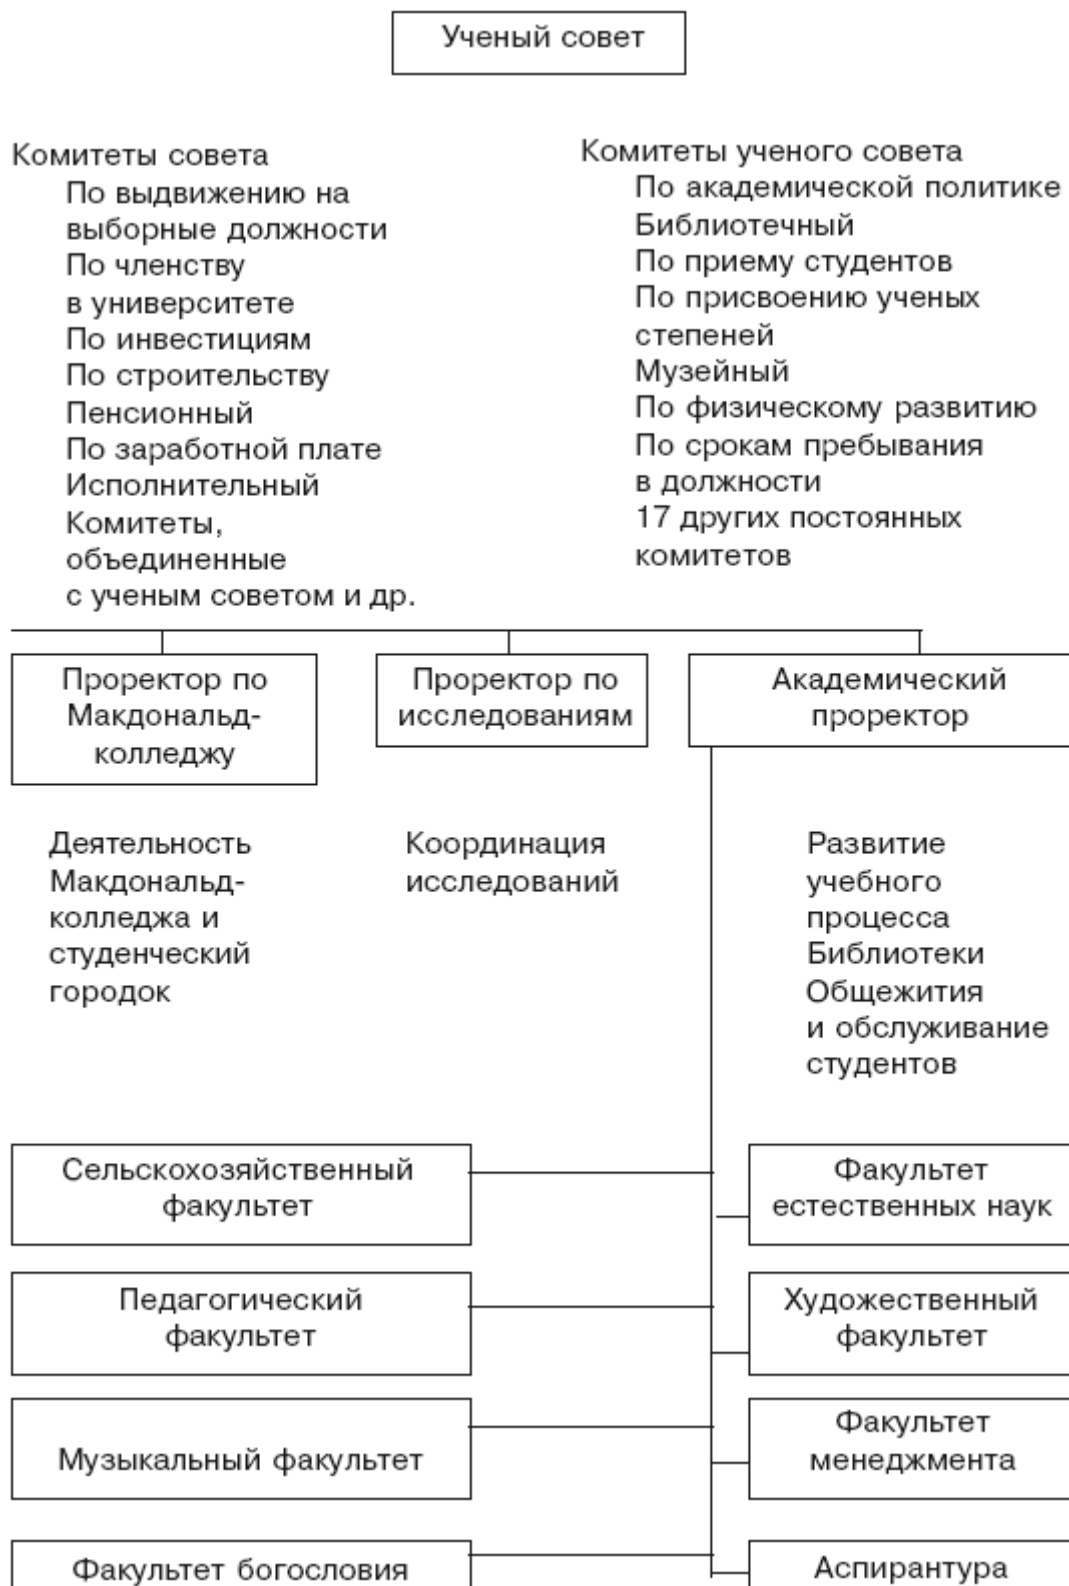 Ученый совет
Комитеты совета
По выдвижению на
выборные должности
По членству
в университете
По инвестициям
По строительству
Пенсионный
По заработной плате
Исполнительный
Комитеты,
объединенные
с ученым советом и др.
Комитеты ученого совета
По академической политике
Библиотечный
По приему студентов
По присвоению ученых
степеней
Музейный
По физическому развитию
По срокам пребывания
в должности
17 других постоянных
комитетов
Проректор по
Макдональд-
колледжу
Проректор по
исследованиям
Академический
проректор
Деятельность
Макдональд-
колледжа и
студенческий
городок
Координация
исследований
Развитие
учебного
процесса
Библиотеки
Общежития
и обслуживание
студентов
Сельскохозяйственный
факультет
Факультет
естественных наук
Педагогический
факультет
Художественный
факультет
Музыкальный факультет
Факультет
менеджмента
Факультет богословия
Аспирантура